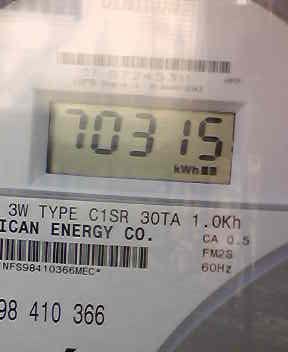 70315
kWh
3W TYPE C1SR 30TA 1.0Kh
ICAN ENERGY CO.
CA 0.5
FM2S
60Hz
*NFS98410366MEC*
98 410 366